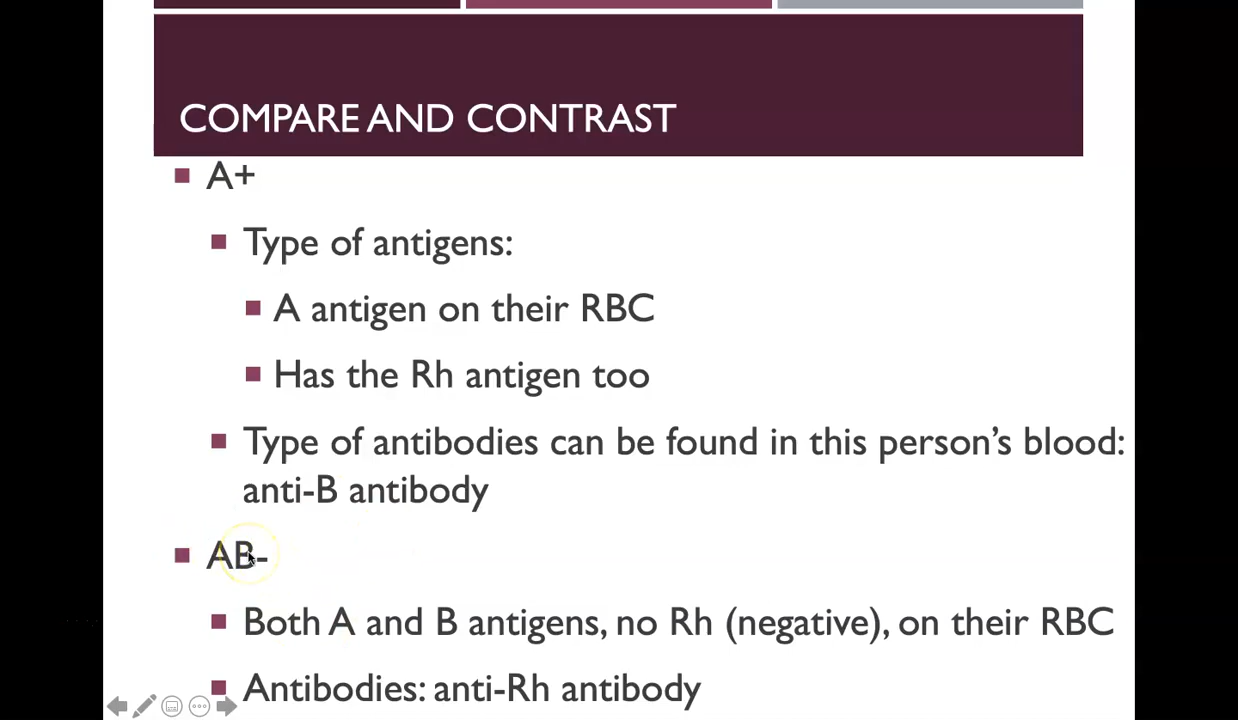 COMPARE AND CONTRAST
A+
Type of antigens:
A antigen on their RBC
Has the Rh antigen too
Type of antibodies can be found in this person's blood:
anti-B antibody
AB-
Both A and B antigens, no Rh (negative), on their RBC
Antibodies: anti-Rh antibody